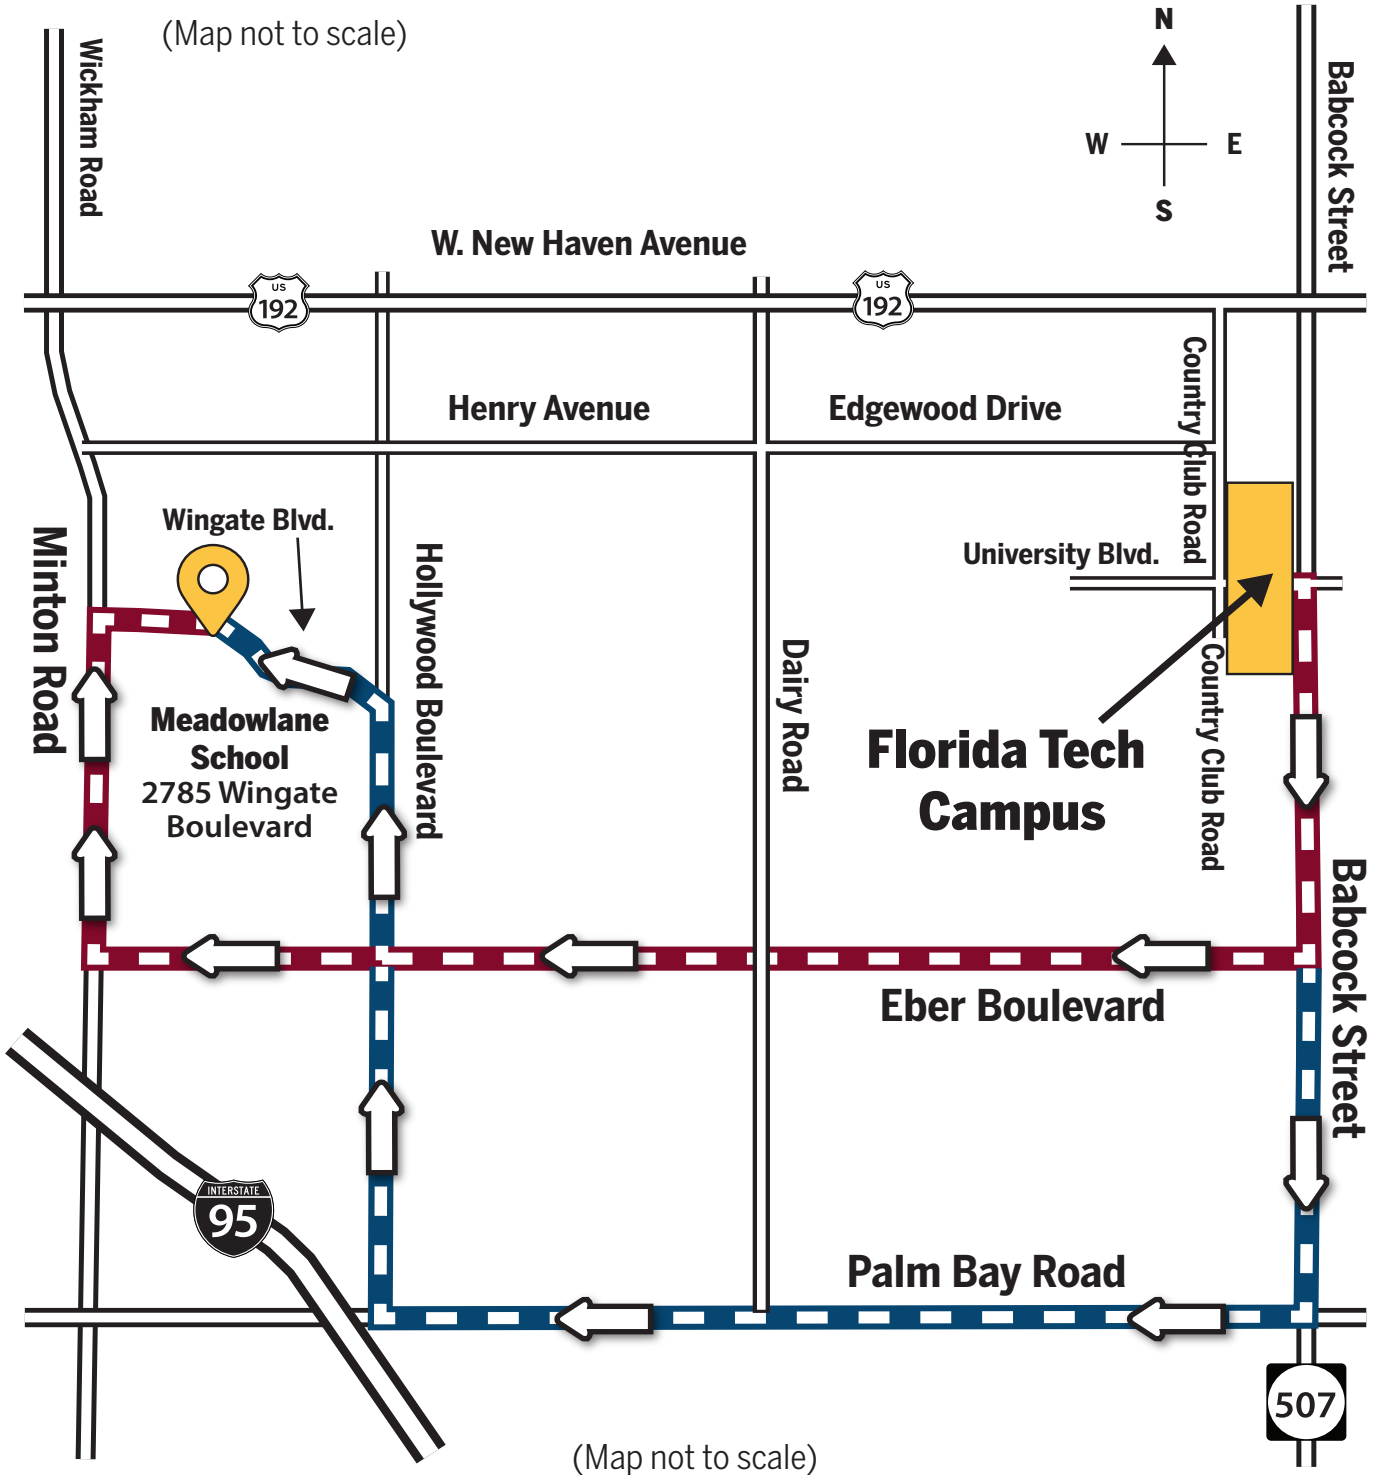 (Map not to scale)
N
W
E
S
Wickham Road
Babcock Street
W. New Haven Avenue
US
192
US
192
Country Club Road
Henry Avenue
Edgewood Drive
Wingate Blvd.
University Blvd.
Minton Road
Hollywood Boulevard
Dairy Road
Country Club Road
Meadowlane
School
2785 Wingate
Boulevard
Florida Tech
Campus
Babcock Street
Eber Boulevard
INTERSTATE
95
Palm Bay Road
507
(Map not to scale)